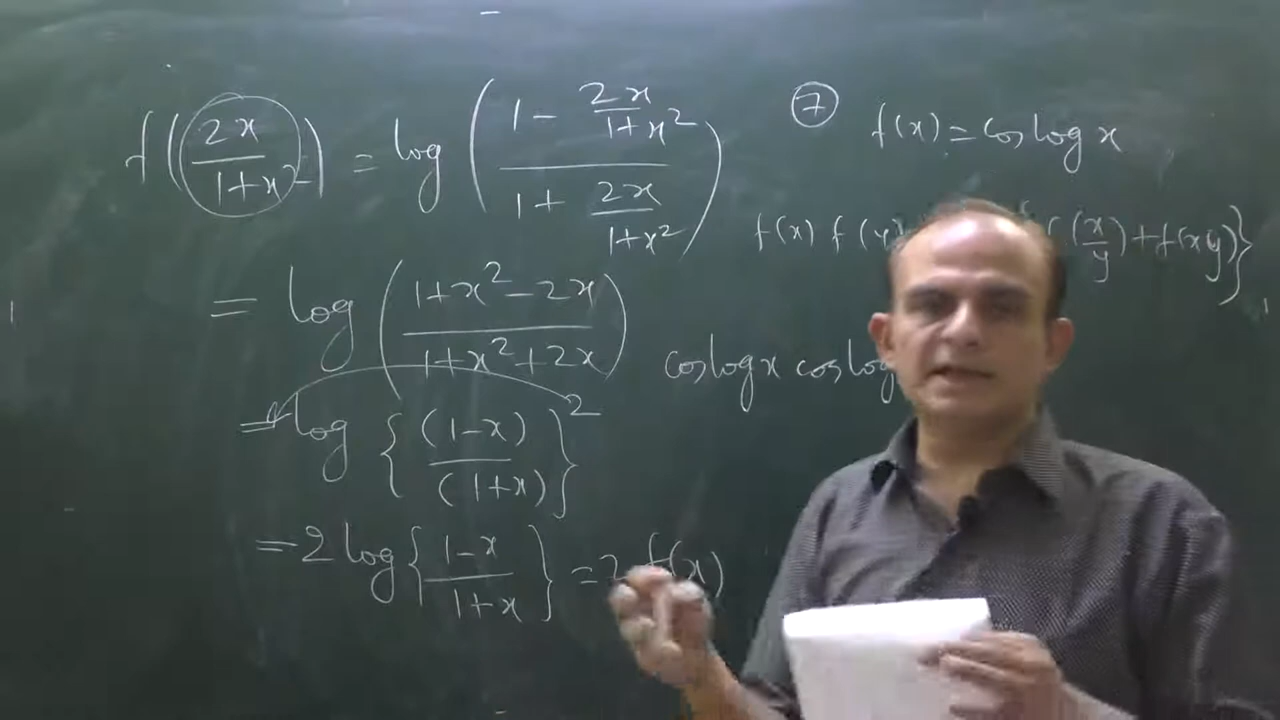 f(2x/(1+x²)) = log((1 - 2x/(1+x²))/(1 + 2x/(1+x²)))
= log((1+x²-2x)/(1+x²+2x))
= log{(1-x)/(1+x)}²
= 2 log{(1-x)/(1+x)} = 2 f(x)
⑦ f(x) = cos log x
f(x) f(y) f(x/y) + f(xy)}
cos log x cos log